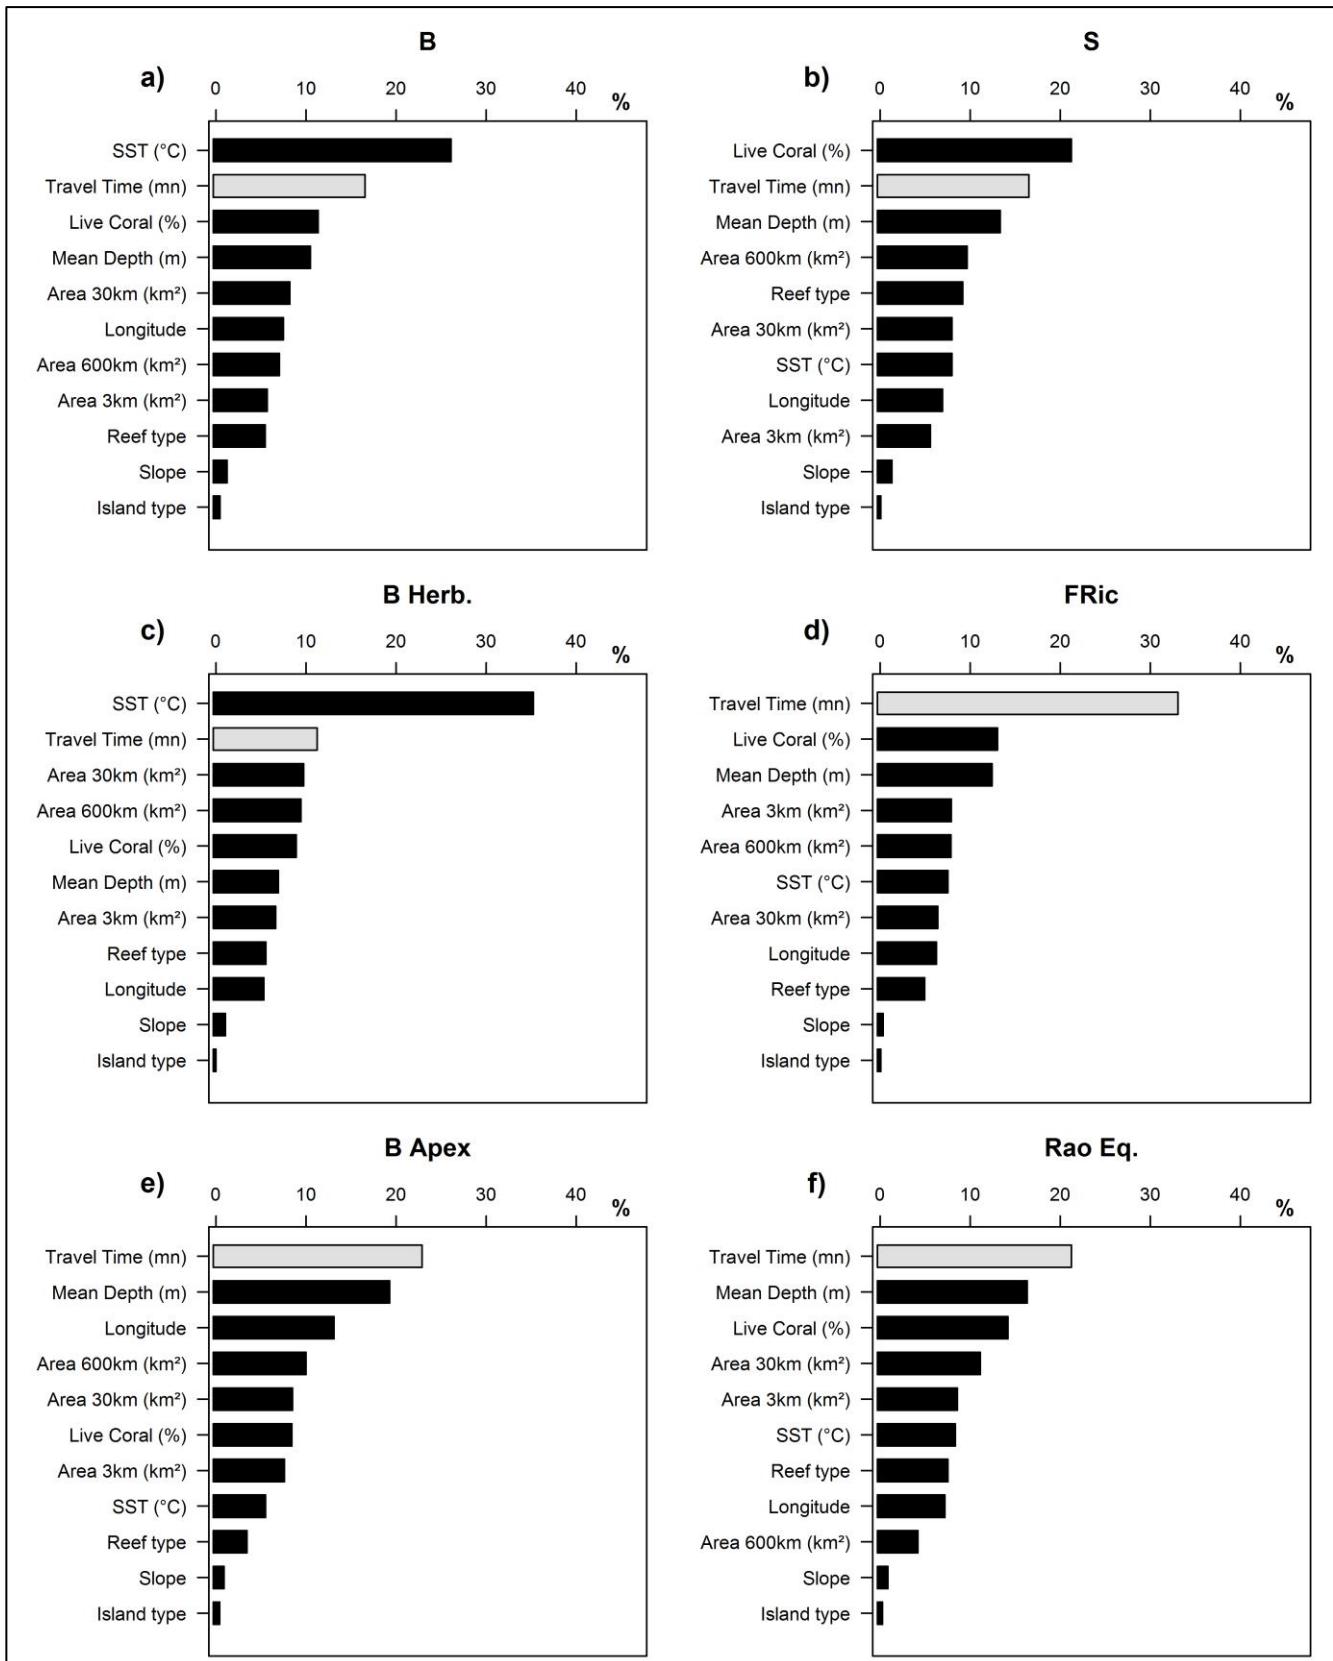 B
a)
0 10 20 30 40 %
SST (°C)
Travel Time (mn)
Live Coral (%)
Mean Depth (m)
Area 30km (km²)
Longitude
Area 600km (km²)
Area 3km (km²)
Reef type
Slope
Island type
S
b)
0 10 20 30 40 %
Live Coral (%)
Travel Time (mn)
Mean Depth (m)
Area 600km (km²)
Reef type
Area 30km (km²)
SST (°C)
Longitude
Area 3km (km²)
Slope
Island type
B Herb.
c)
0 10 20 30 40 %
SST (°C)
Travel Time (mn)
Area 30km (km²)
Area 600km (km²)
Live Coral (%)
Mean Depth (m)
Area 3km (km²)
Reef type
Longitude
Slope
Island type
FRic
d)
0 10 20 30 40 %
Travel Time (mn)
Live Coral (%)
Mean Depth (m)
Area 3km (km²)
Area 600km (km²)
SST (°C)
Area 30km (km²)
Longitude
Reef type
Slope
Island type
B Apex
e)
0 10 20 30 40 %
Travel Time (mn)
Mean Depth (m)
Longitude
Area 600km (km²)
Area 30km (km²)
Live Coral (%)
Area 3km (km²)
SST (°C)
Reef type
Slope
Island type
Rao Eq.
f)
0 10 20 30 40 %
Travel Time (mn)
Mean Depth (m)
Live Coral (%)
Area 30km (km²)
Area 3km (km²)
SST (°C)
Reef type
Longitude
Area 600km (km²)
Slope
Island type